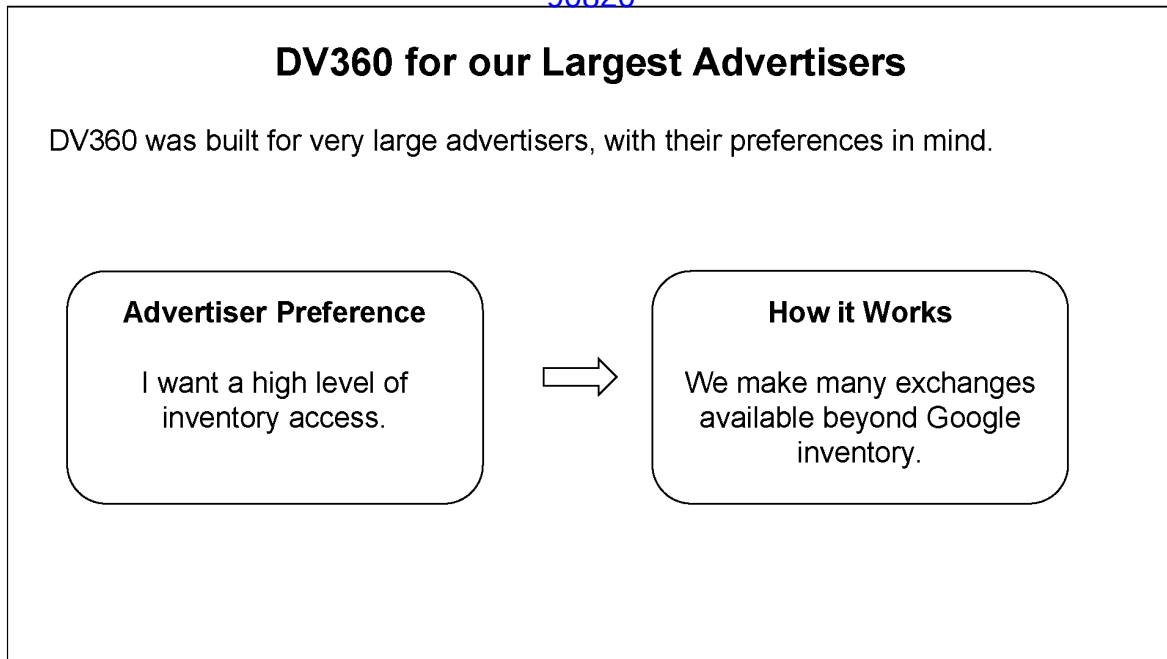 DV360 for our Largest Advertisers
DV360 was built for very large advertisers, with their preferences in mind.
Advertiser Preference
I want a high level of
inventory access.
How it Works
We make many exchanges
available beyond Google
inventory.